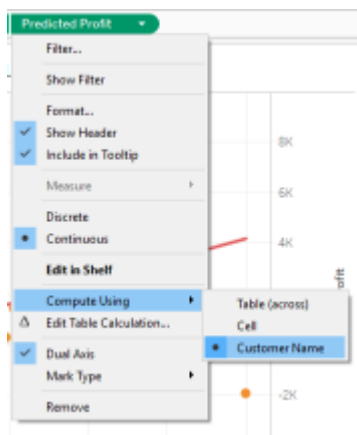 Predicted Profit
Filter...
Show Filter
Format...
Show Header
Include in Tooltip
Measure
Discrete
Continuous
Edit in Shelf
Compute Using
Edit Table Calculation...
Dual Axis
Mark Type
Remove
Table (across)
Cell
Customer Name
8K
6K
4K
-2K